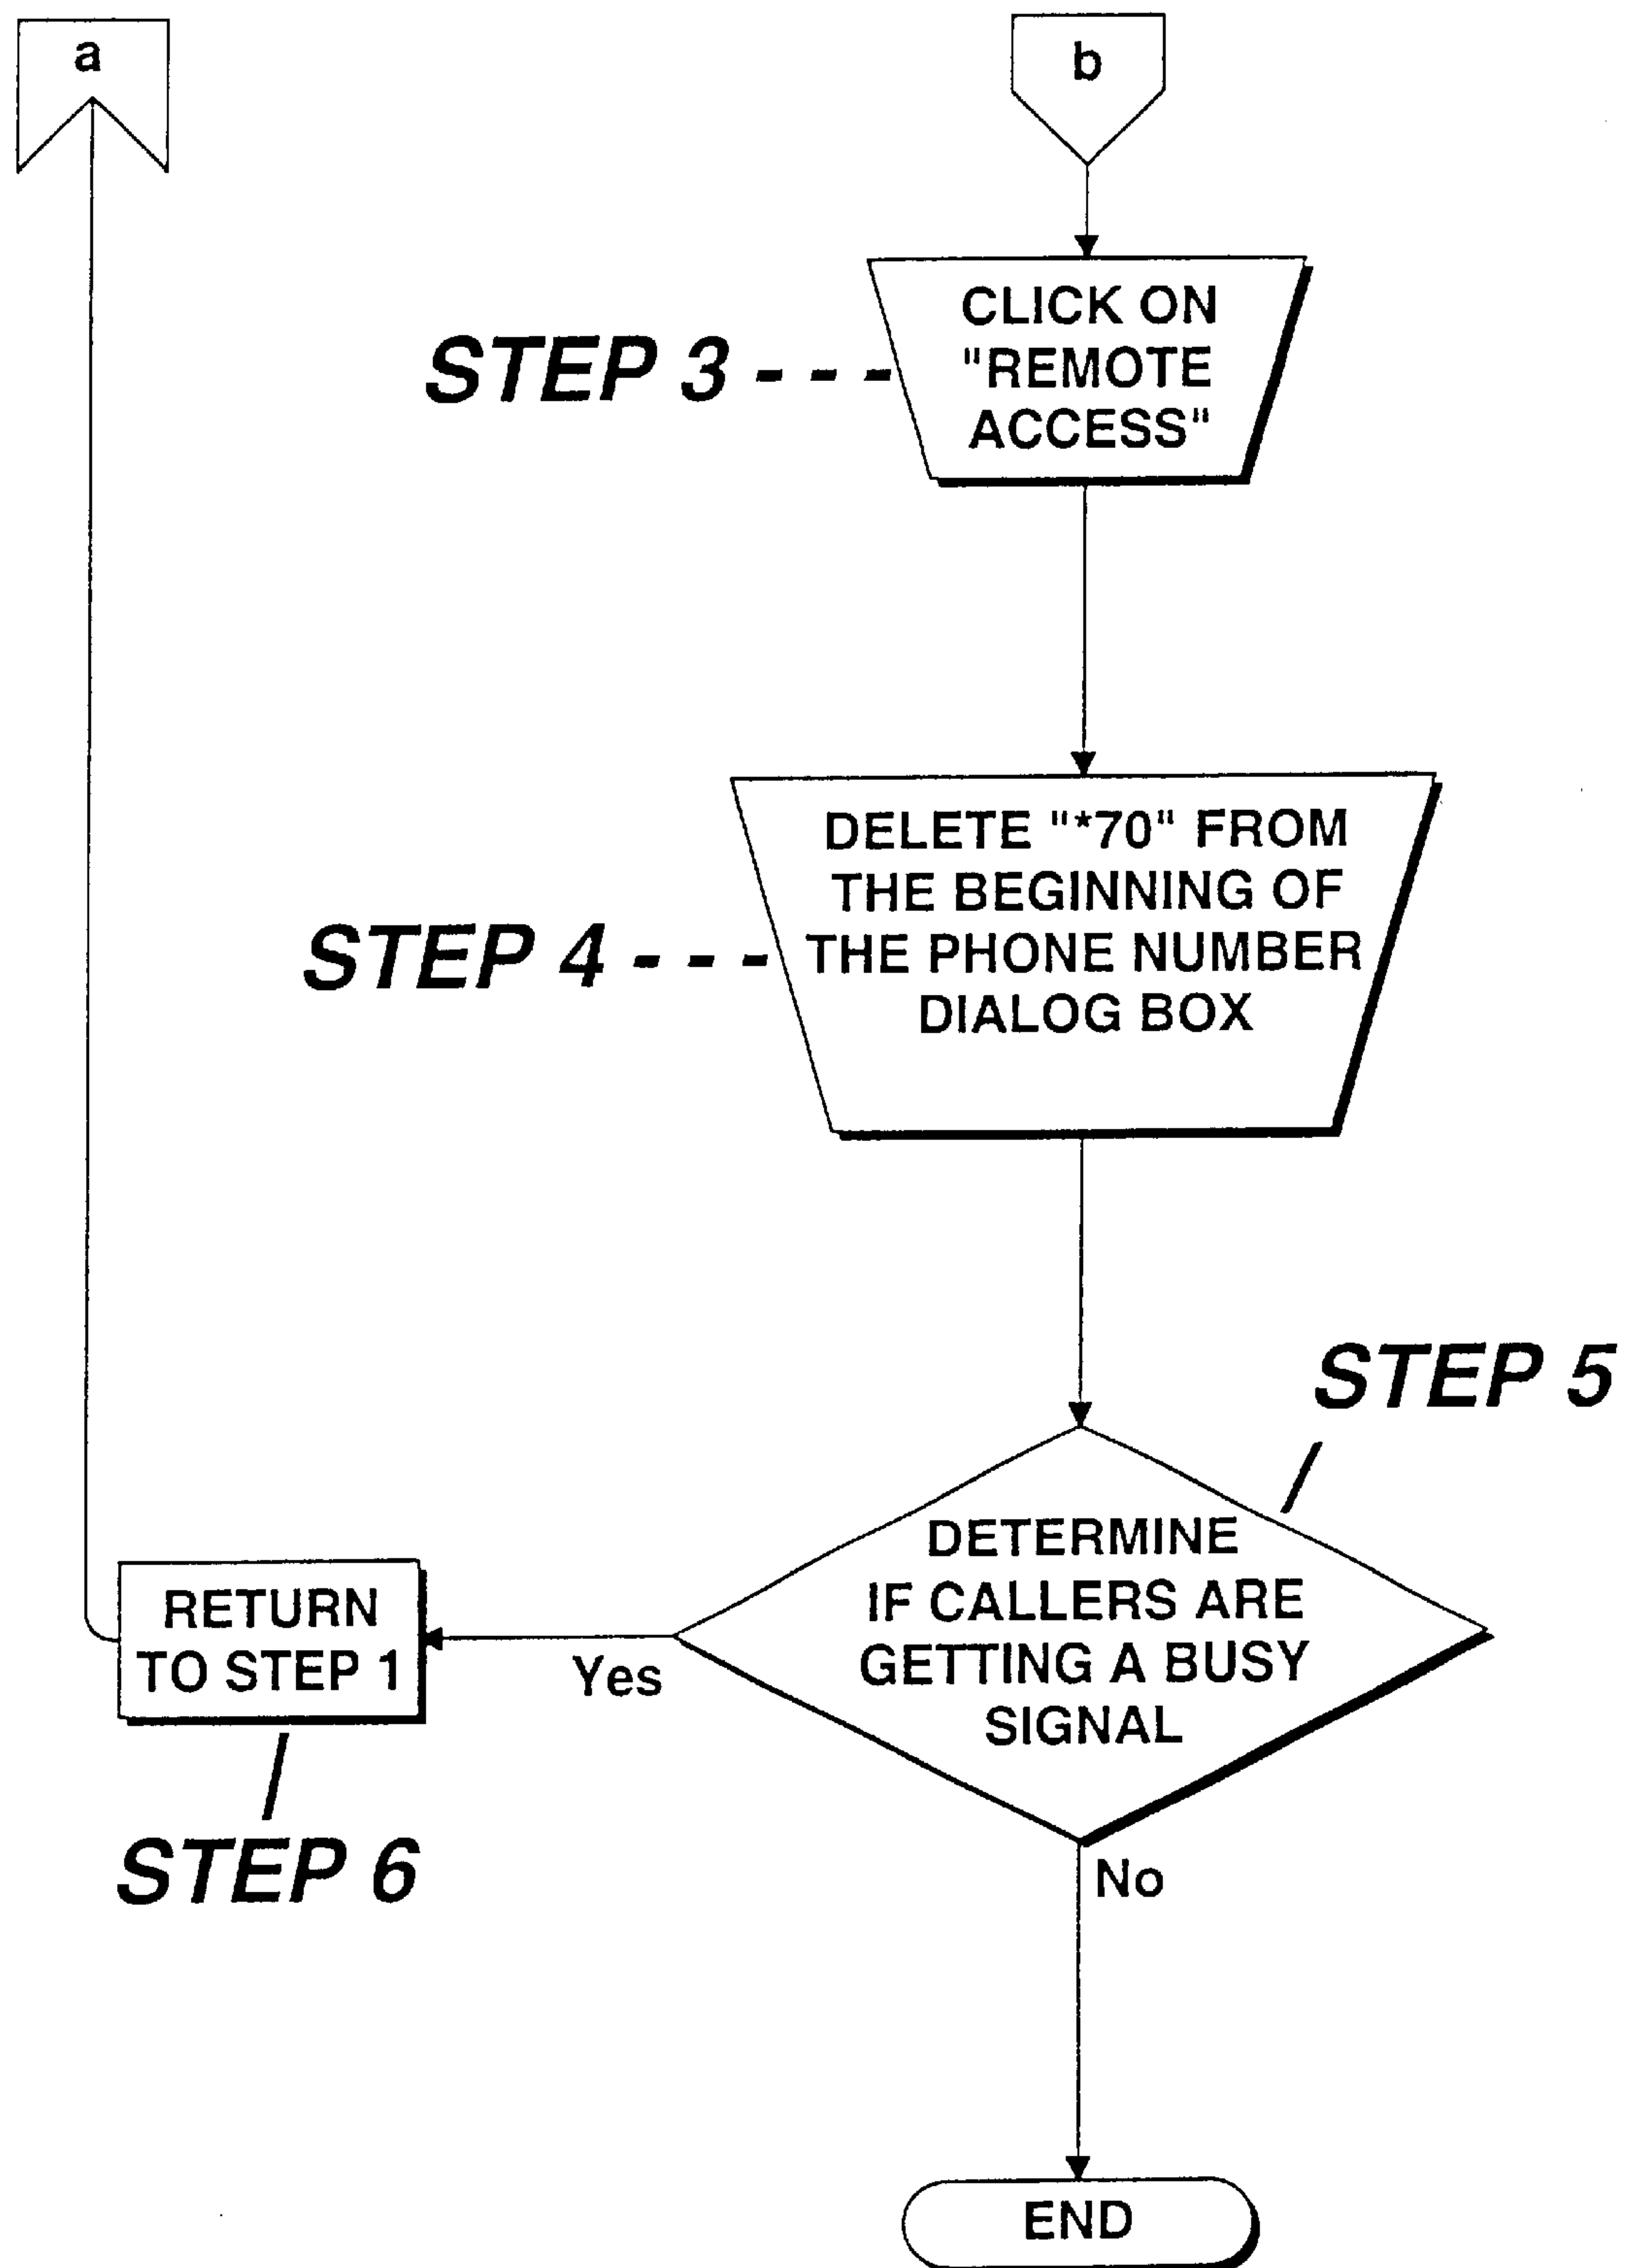 a
b
CLICK ON
"REMOTE
ACCESS"
STEP 3 - - -
DELETE "*70" FROM
THE BEGINNING OF
THE PHONE NUMBER
DIALOG BOX
STEP 4 - - -
STEP 5
DETERMINE
IF CALLERS ARE
GETTING A BUSY
SIGNAL
Yes
RETURN
TO STEP 1
STEP 6
No
END